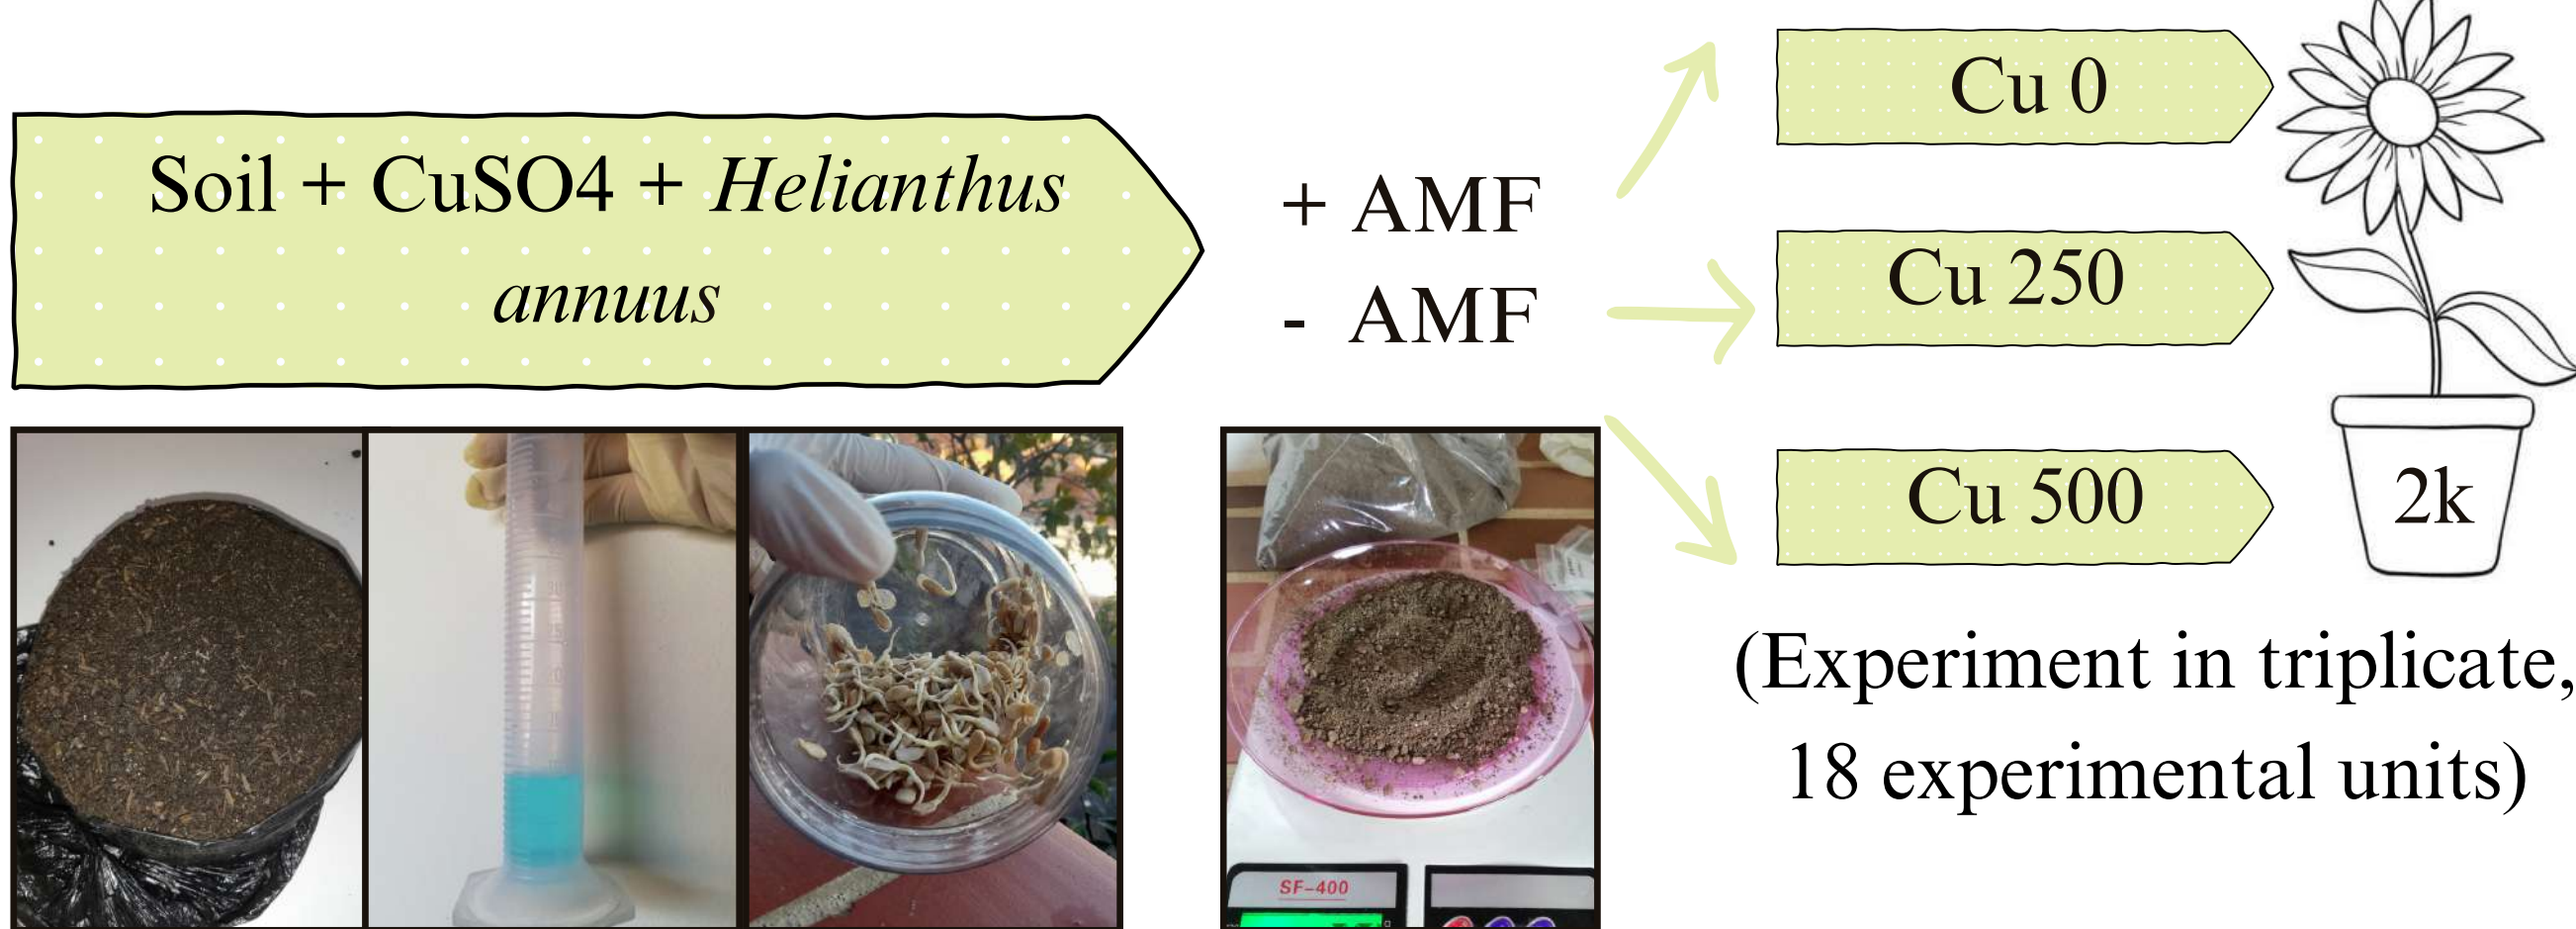 Soil + CuSO4 + Helianthus
annuus
+ AMF
- AMF
Cu 0
Cu 250
Cu 500
2k
(Experiment in triplicate,
18 experimental units)
SF-400